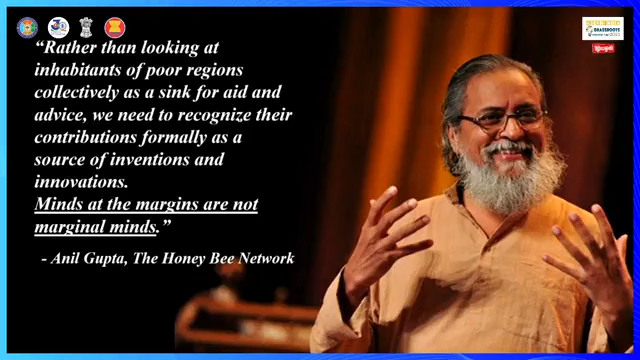 “Rather than looking at
inhabitants of poor regions
collectively as a sink for aid and
advice, we need to recognize their
contributions formally as a
source of inventions and
innovations.
Minds at the margins are not
marginal minds.”
- Anil Gupta, The Honey Bee Network
GRASSROOTS